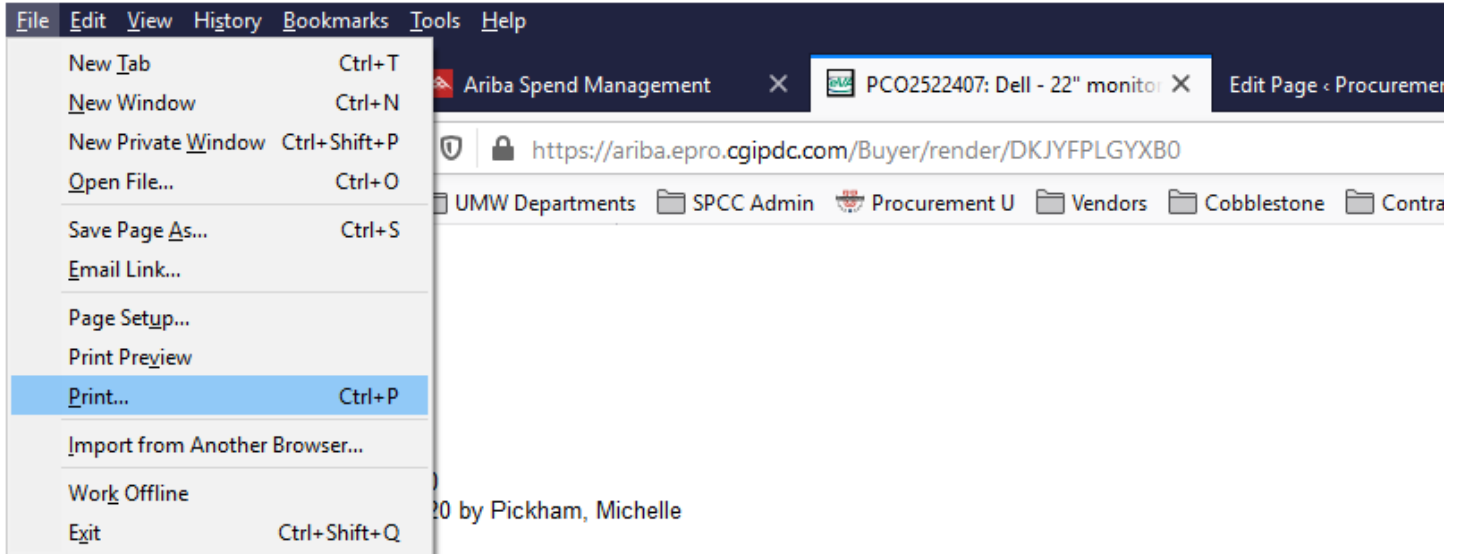 File Edit View History Bookmarks Tools Help
New Tab Ctrl+T
New Window Ctrl+N
New Private Window Ctrl+Shift+P
Open File... Ctrl+O
Save Page As... Ctrl+S
Email Link...
Page Setup...
Print Preview
Print... Ctrl+P
Import from Another Browser...
Work Offline
Exit Ctrl+Shift+Q
Ariba Spend Management
eVA PCO2522407: Dell - 22" monitor
Edit Page ‹ Procuremen
https://ariba.epro.cgipdc.com/Buyer/render/DKJYFPLGYXB0
UMW Departments SPCC Admin Procurement U Vendors Cobblestone Contra
20 by Pickham, Michelle